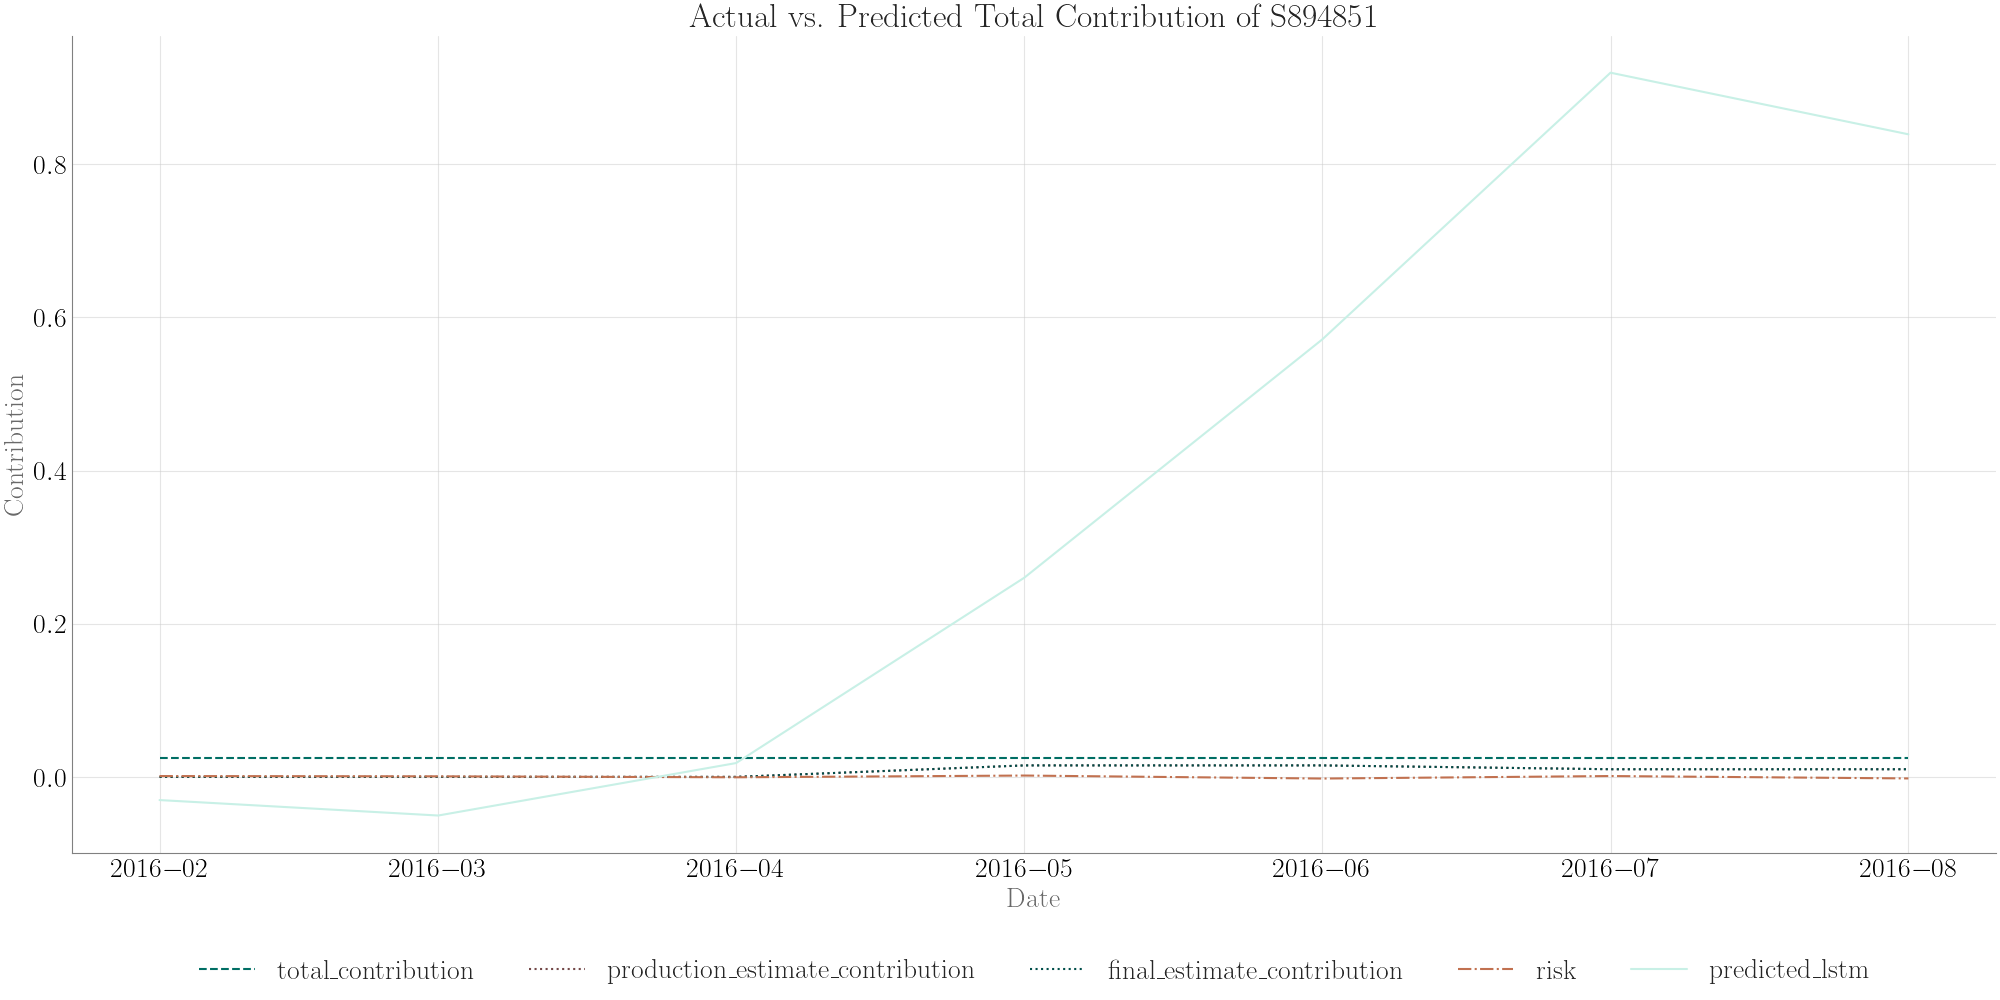 Actual vs. Predicted Total Contribution of S894851
Contribution
0.8
0.6
0.4
0.2
0.0
2016−02 2016−03 2016−04 2016−05 2016−06 2016−07 2016−08
Date
total_contribution production_estimate_contribution final_estimate_contribution risk predicted_lstm